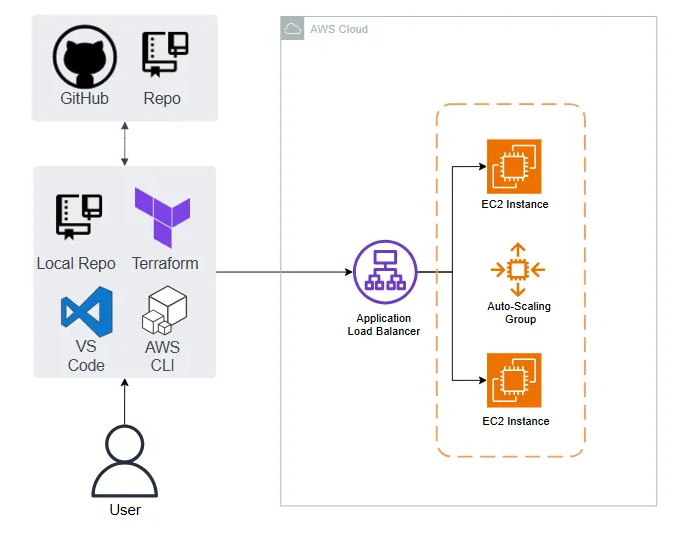 GitHub
Repo
AWS Cloud
Local Repo
Terraform
VS
Code
AWS
CLI
User
Application
Load Balancer
EC2 Instance
Auto-Scaling
Group
EC2 Instance